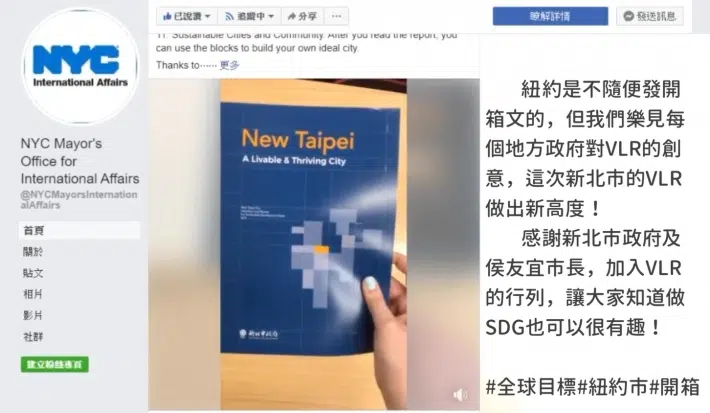 NYC
International Affairs
NYC Mayor's
Office for
International Affairs
@NYCMayorsInternation
alAffairs
首頁
關於
貼文
相片
影片
社群
建立粉絲專頁
已說讚
追蹤中
分享
瞭解詳情
發送訊息
11. Sustainable Cities and Community. After you read the report, you
can use the blocks to build your own ideal city.
Thanks to⋯⋯ 更多
New Taipei
A Livable & Thriving City
新北市政府
紐約是不隨便發開
箱文的，但我們樂見每
個地方政府對VLR的創
意，這次新北市的VLR
做出新高度！
感謝新北市政府及
侯友宜市長，加入VLR
的行列，讓大家知道做
SDG也可以很有趣！
#全球目標#紐約市#開箱